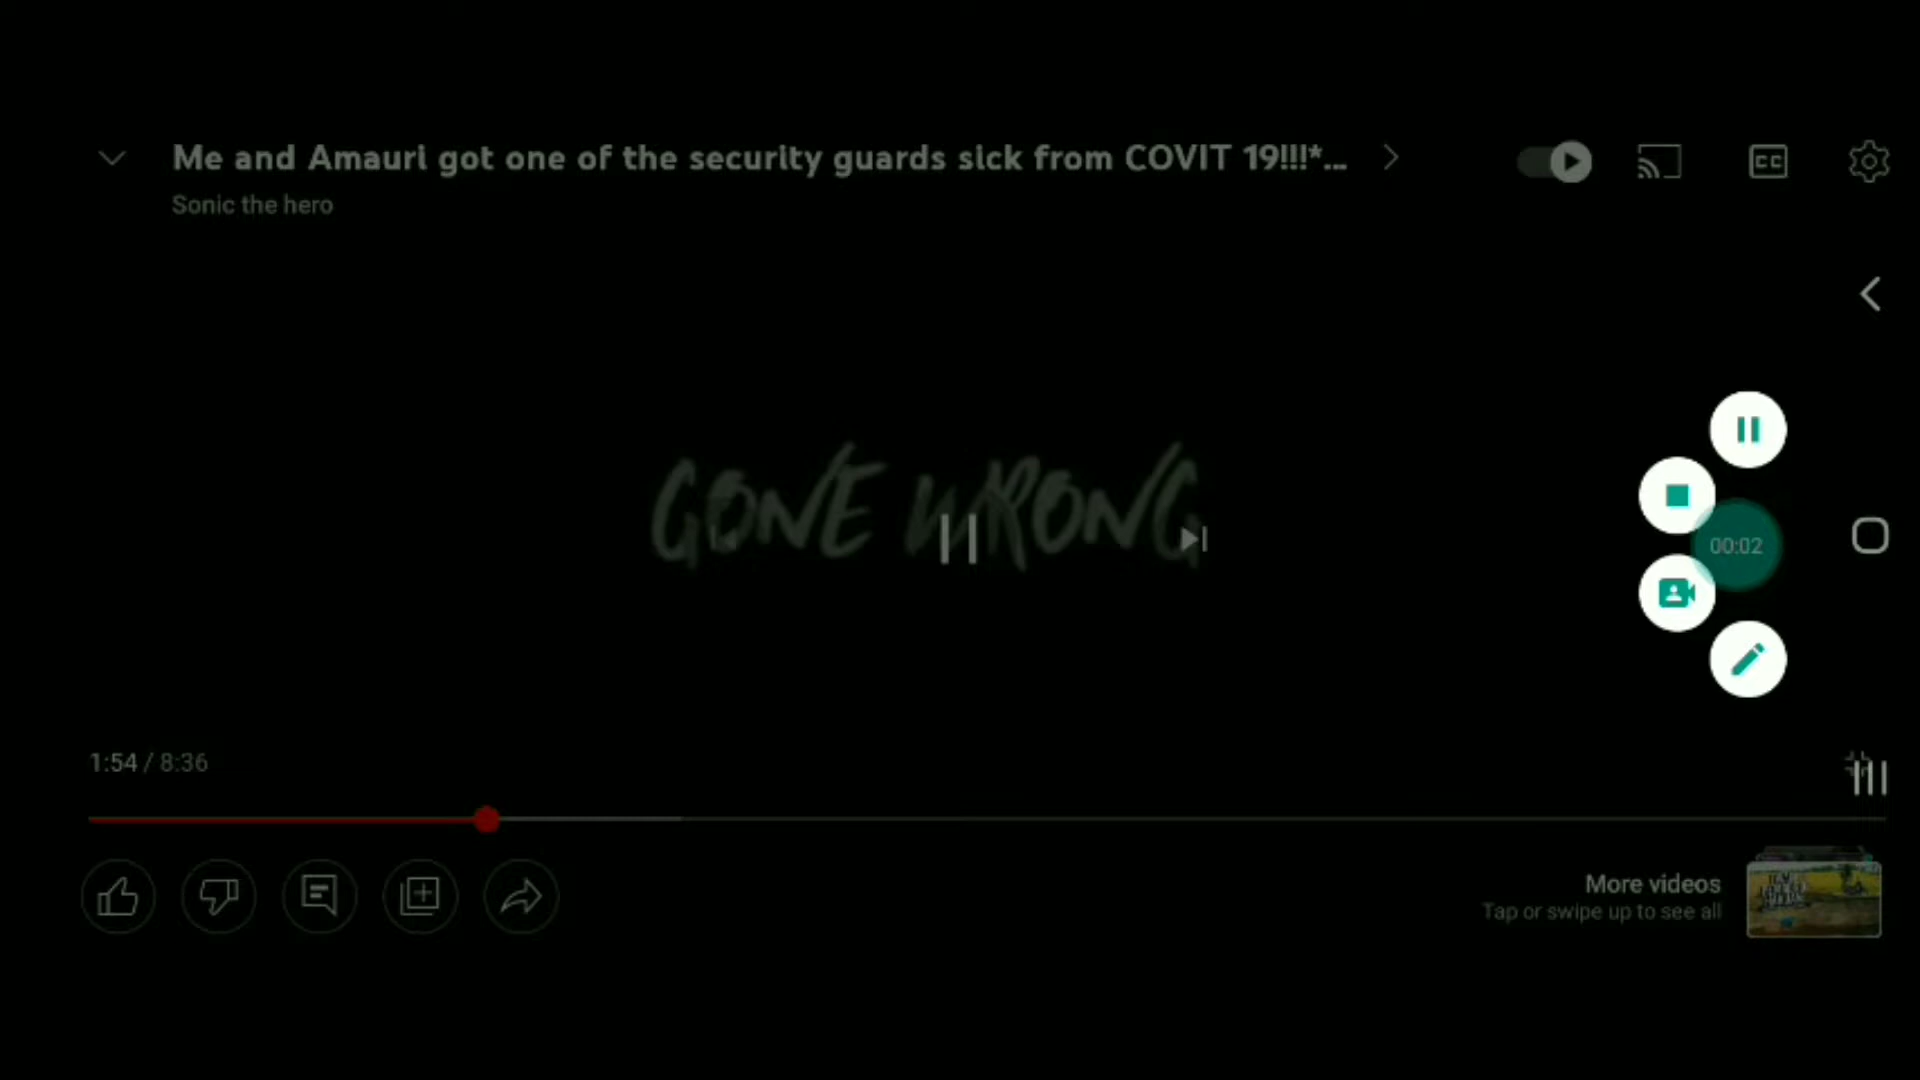 Me and Amauri got one of the security guards sick from COVIT 19!!!*...
Sonic the hero
CC
GONE WRONG
00:02
1:54 / 8:36
More videos
Tap or swipe up to see all